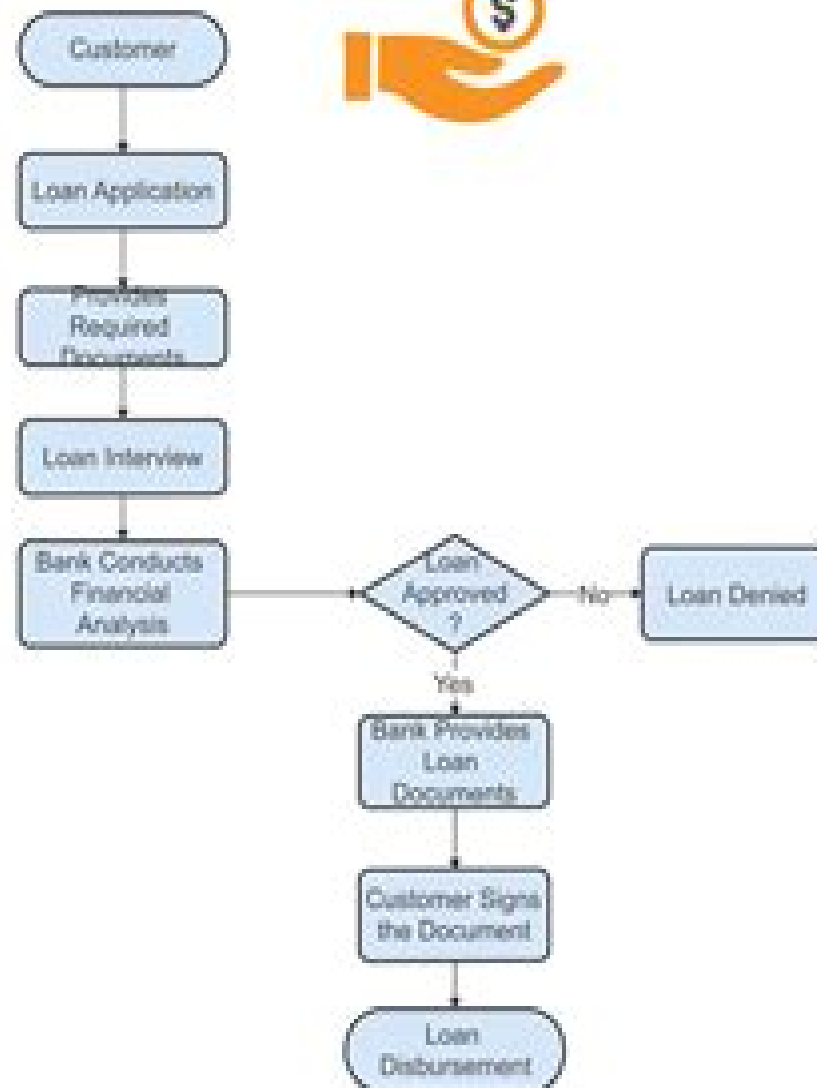 $
Customer
Loan Application
Provides
Required
Documents
Loan Interview
Bank Conducts
Financial
Analysis
Loan
Approved
?
No
Loan Denied
Yes
Bank Provides
Loan
Documents
Customer Signs
the Document
Loan
Disbursement